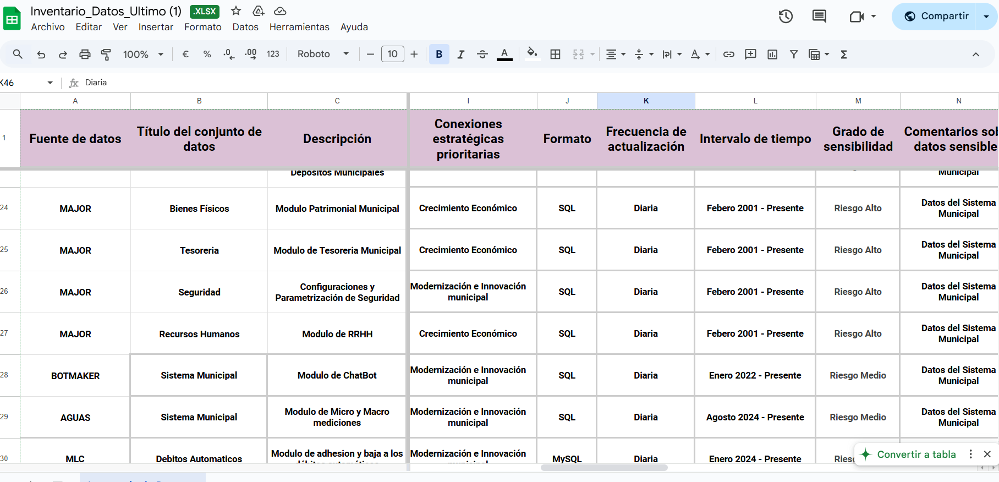 Inventario_Datos_Ultimo (1) .XLSX
Archivo Editar Ver Insertar Formato Datos Herramientas Ayuda
Compartir
100% € % .0 .00 123 Roboto 10 B I A
K46 Diaria
A B C I J K L M N
1
Fuente de datos
Título del conjunto de
datos
Descripción
Conexiones
estratégicas
prioritarias
Formato
Frecuencia de
actualización
Intervalo de tiempo
Grado de
sensibilidad
Comentarios sob
datos sensible
Depositos Municipales
Municipal
24
MAJOR
Bienes Físicos
Modulo Patrimonial Municipal
Crecimiento Económico
SQL
Diaria
Febero 2001 - Presente
Riesgo Alto
Datos del Sistema
Municipal
25
MAJOR
Tesoreria
Modulo de Tesoreria Municipal
Crecimiento Económico
SQL
Diaria
Febero 2001 - Presente
Riesgo Alto
Datos del Sistema
Municipal
26
MAJOR
Seguridad
Configuraciones y
Parametrización de Seguridad
Modernización e Innovación
municipal
SQL
Diaria
Febero 2001 - Presente
Riesgo Alto
Datos del Sistema
Municipal
27
MAJOR
Recursos Humanos
Modulo de RRHH
Crecimiento Económico
SQL
Diaria
Febero 2001 - Presente
Riesgo Alto
Datos del Sistema
Municipal
28
BOTMAKER
Sistema Municipal
Modulo de ChatBot
Modernización e Innovación
municipal
SQL
Diaria
Enero 2022 - Presente
Riesgo Medio
Datos del Sistema
Municipal
29
AGUAS
Sistema Municipal
Modulo de Micro y Macro
mediciones
Modernización e Innovación
municipal
SQL
Diaria
Agosto 2024 - Presente
Riesgo Medio
Datos del Sistema
Municipal
30
MLC
Debitos Automaticos
Modulo de adhesion y baja a los
débitos automáticos
Modernización e Innovación
municipal
MySQL
Diaria
Enero 2024 - Presente
Convertir a tabla